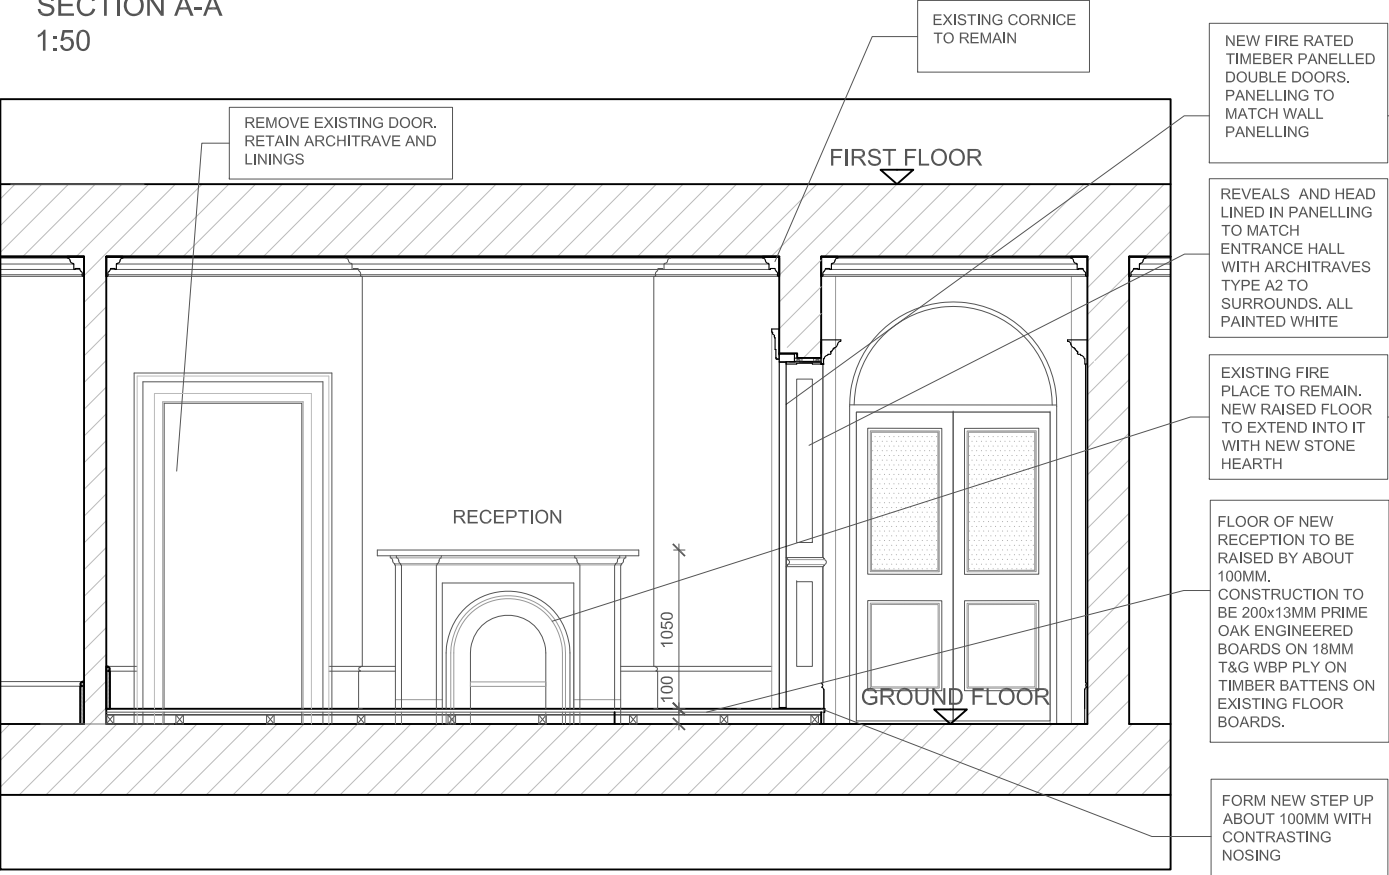 SECTION A-A
1:50
EXISTING CORNICE
TO REMAIN
NEW FIRE RATED
TIMEBER PANELLED
DOUBLE DOORS.
PANELLING TO
MATCH WALL
PANELLING
REMOVE EXISTING DOOR.
RETAIN ARCHITRAVE AND
LININGS
FIRST FLOOR
REVEALS AND HEAD
LINED IN PANELLING
TO MATCH
ENTRANCE HALL
WITH ARCHITRAVES
TYPE A2 TO
SURROUNDS. ALL
PAINTED WHITE
EXISTING FIRE
PLACE TO REMAIN.
NEW RAISED FLOOR
TO EXTEND INTO IT
WITH NEW STONE
HEARTH
RECEPTION
FLOOR OF NEW
RECEPTION TO BE
RAISED BY ABOUT
100MM.
CONSTRUCTION TO
BE 200x13MM PRIME
OAK ENGINEERED
BOARDS ON 18MM
T&G WBP PLY ON
TIMBER BATTENS ON
EXISTING FLOOR
BOARDS.
1050
100
GROUND FLOOR
FORM NEW STEP UP
ABOUT 100MM WITH
CONTRASTING
NOSING